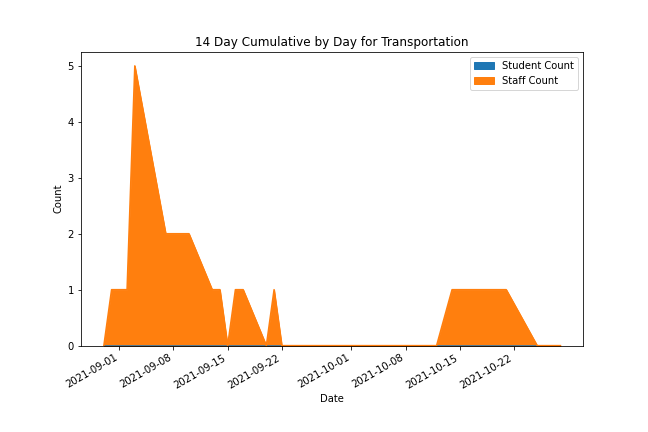 14 Day Cumulative by Day for Transportation
Student Count
Staff Count
5
4
3
2
1
0
Count
2021-09-01
2021-09-08
2021-09-15
2021-09-22
2021-10-01
2021-10-08
2021-10-15
2021-10-22
Date